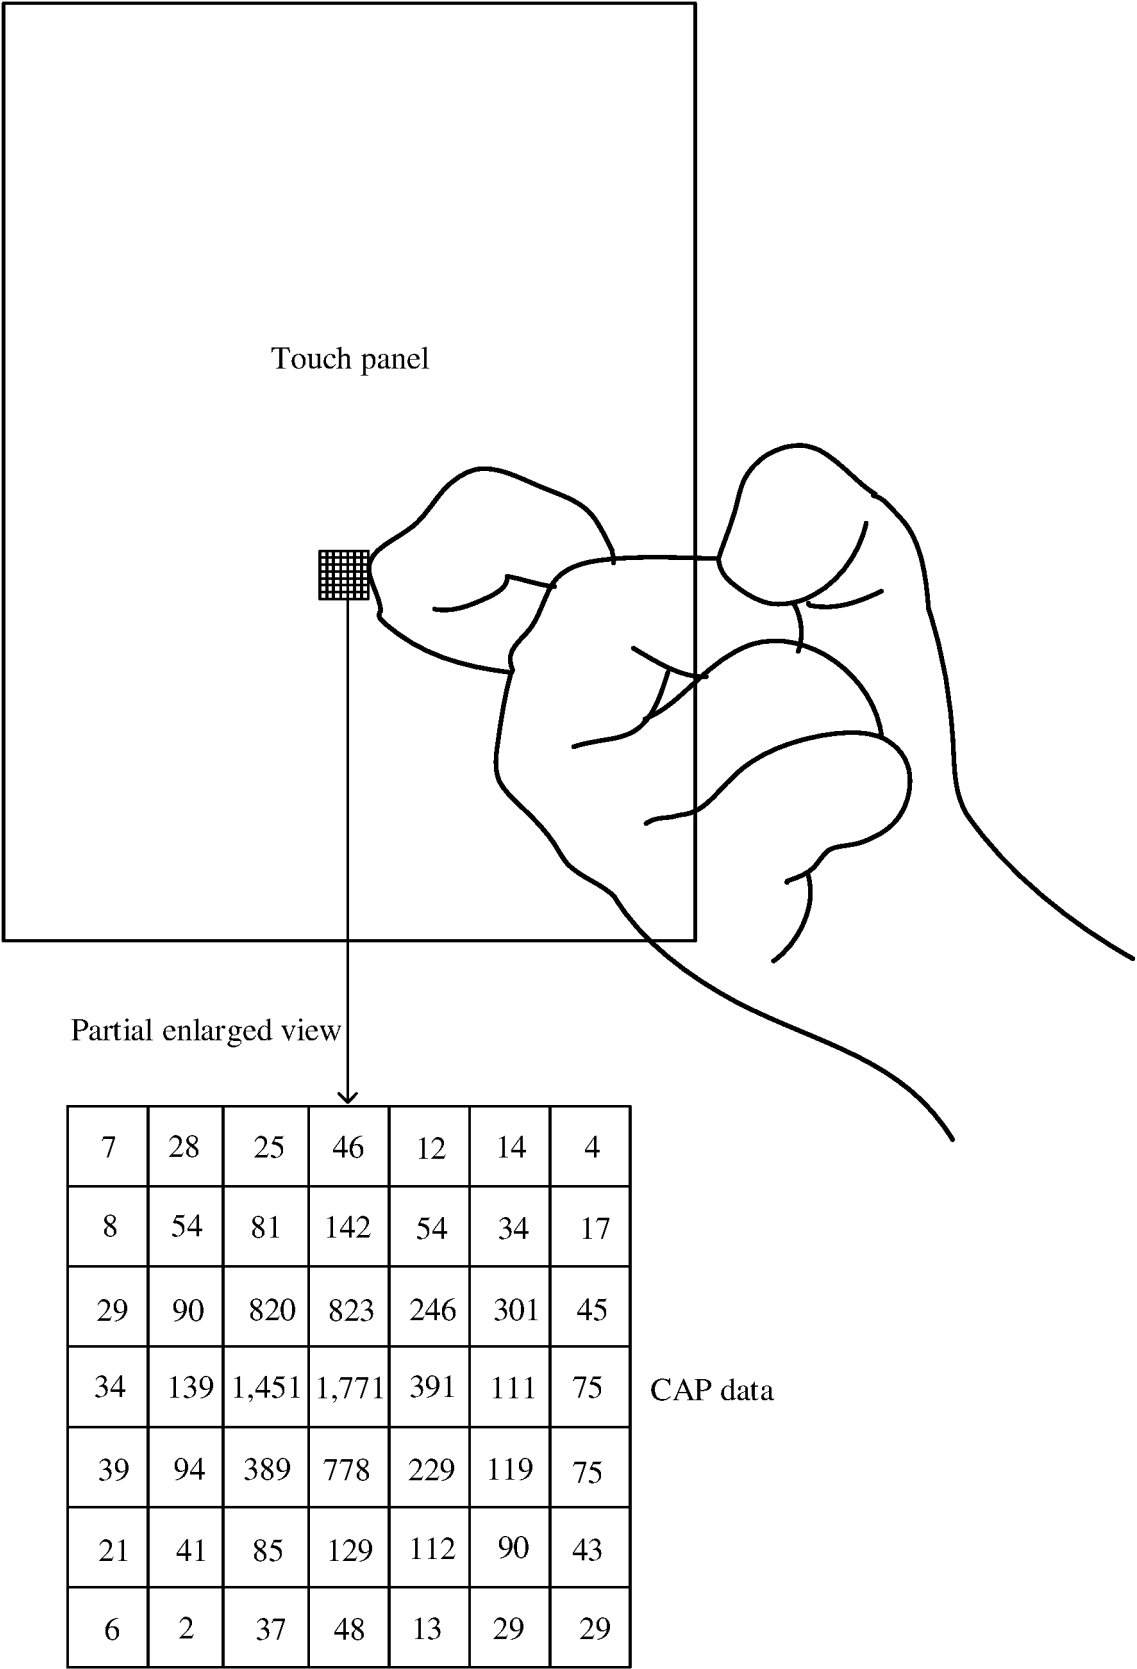 Touch panel
Partial enlarged view
7 28 25 46 12 14 4
8 54 81 142 54 34 17
29 90 820 823 246 301 45
34 139 1,451 1,771 391 111 75
CAP data
39 94 389 778 229 119 75
21 41 85 129 112 90 43
6 2 37 48 13 29 29